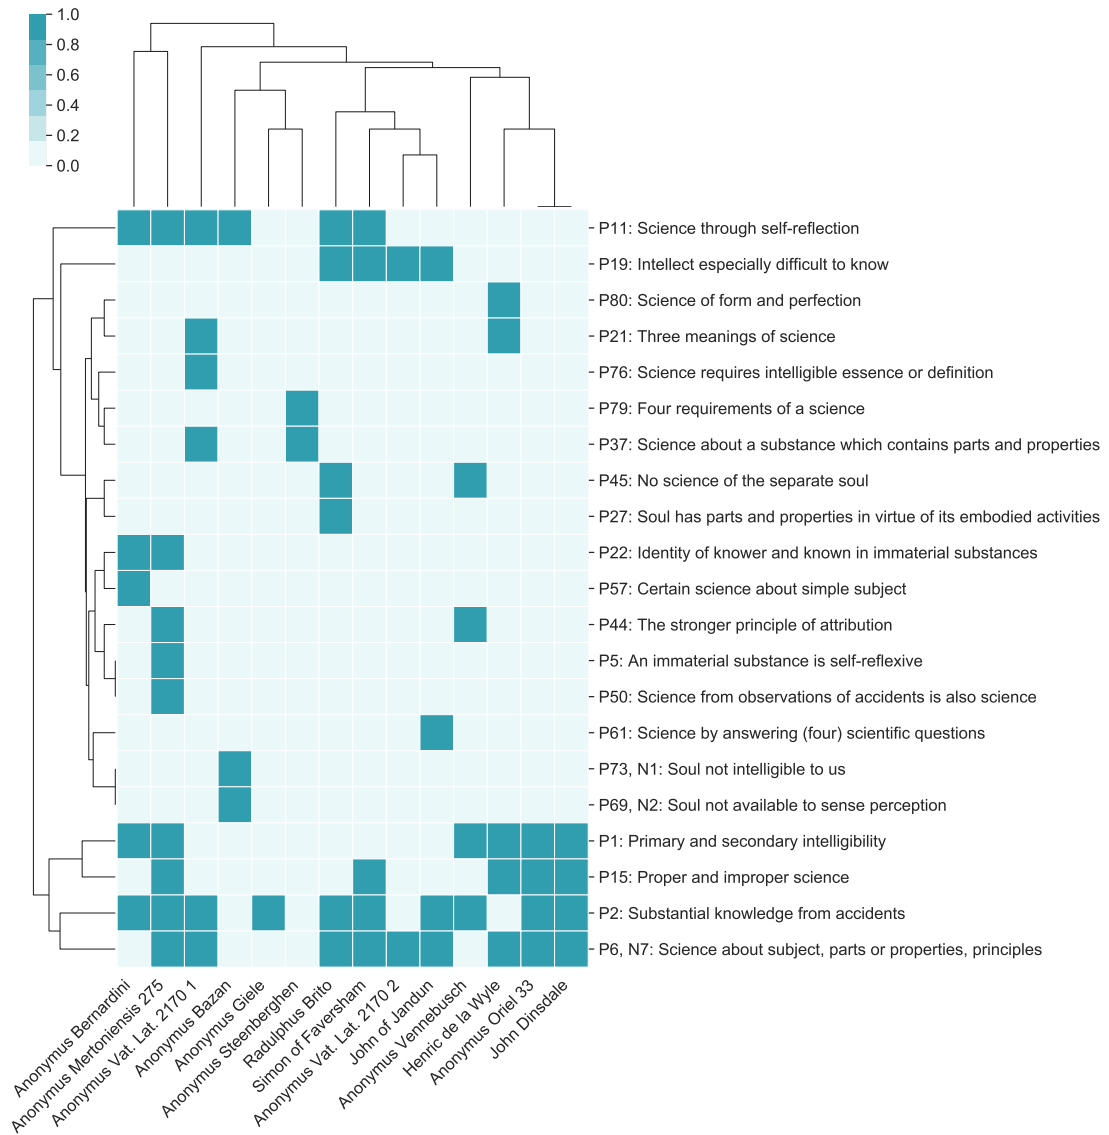 1.0
0.8
0.6
0.4
0.2
0.0
P11: Science through self-reflection
P19: Intellect especially difficult to know
P80: Science of form and perfection
P21: Three meanings of science
P76: Science requires intelligible essence or definition
P79: Four requirements of a science
P37: Science about a substance which contains parts and properties
P45: No science of the separate soul
P27: Soul has parts and properties in virtue of its embodied activities
P22: Identity of knower and known in immaterial substances
P57: Certain science about simple subject
P44: The stronger principle of attribution
P5: An immaterial substance is self-reflexive
P50: Science from observations of accidents is also science
P61: Science by answering (four) scientific questions
P73, N1: Soul not intelligible to us
P69, N2: Soul not available to sense perception
P1: Primary and secondary intelligibility
P15: Proper and improper science
P2: Substantial knowledge from accidents
P6, N7: Science about subject, parts or properties, principles
Anonymus Bernardini
Anonymus Mertoniensis 275
Anonymus Vat. Lat. 2170 1
Anonymus Bazan
Anonymus Giele
Anonymus Steenberghen
Radulphus Brito
Simon of Faversham
Anonymus Vat. Lat. 2170 2
John of Jandun
Anonymus Vennebusch
Henric de la Wyle
Anonymus Oriel 33
John Dinsdale